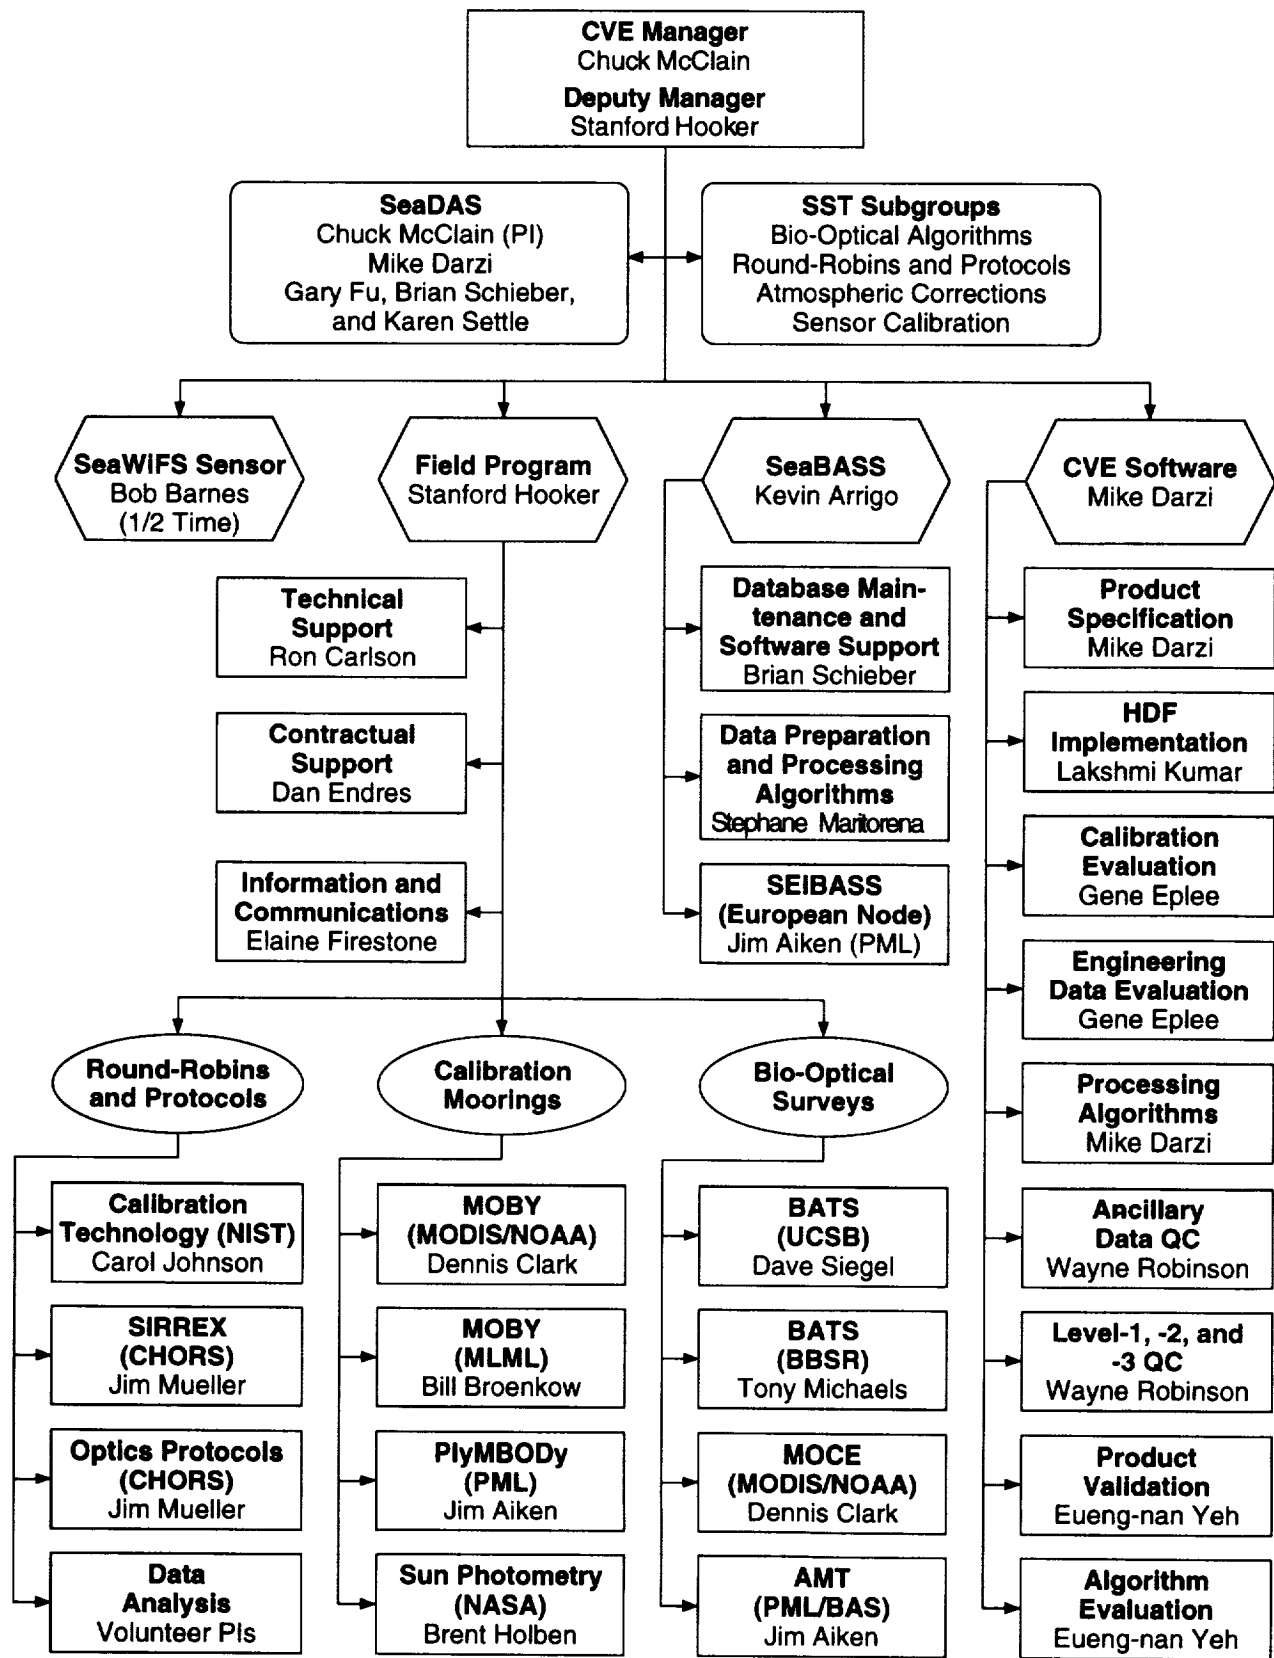 CVE Manager
Chuck McClain
Deputy Manager
Stanford Hooker
SeaDAS
Chuck McClain (PI)
Mike Darzi
Gary Fu, Brian Schieber,
and Karen Settle
SST Subgroups
Bio-Optical Algorithms
Round-Robins and Protocols
Atmospheric Corrections
Sensor Calibration
SeaWiFS Sensor
Bob Barnes
(1/2 Time)
Field Program
Stanford Hooker
SeaBASS
Kevin Arrigo
CVE Software
Mike Darzi
Technical
Support
Ron Carlson
Contractual
Support
Dan Endres
Information and
Communications
Elaine Firestone
Database Main-
tenance and
Software Support
Brian Schieber
Data Preparation
and Processing
Algorithms
Stephane Maritorena
SEIBASS
(European Node)
Jim Aiken (PML)
Product
Specification
Mike Darzi
HDF
Implementation
Lakshmi Kumar
Calibration
Evaluation
Gene Eplee
Engineering
Data Evaluation
Gene Eplee
Processing
Algorithms
Mike Darzi
Ancillary
Data QC
Wayne Robinson
Level-1, -2, and
-3 QC
Wayne Robinson
Product
Validation
Eueng-nan Yeh
Algorithm
Evaluation
Eueng-nan Yeh
Round-Robins
and Protocols
Calibration
Technology (NIST)
Carol Johnson
SIRREX
(CHORS)
Jim Mueller
Optics Protocols
(CHORS)
Jim Mueller
Data
Analysis
Volunteer PIs
Calibration
Moorings
MOBY
(MODIS/NOAA)
Dennis Clark
MOBY
(MLML)
Bill Broenkow
PlyMBODy
(PML)
Jim Aiken
Sun Photometry
(NASA)
Brent Holben
Bio-Optical
Surveys
BATS
(UCSB)
Dave Siegel
BATS
(BBSR)
Tony Michaels
MOCE
(MODIS/NOAA)
Dennis Clark
AMT
(PML/BAS)
Jim Aiken